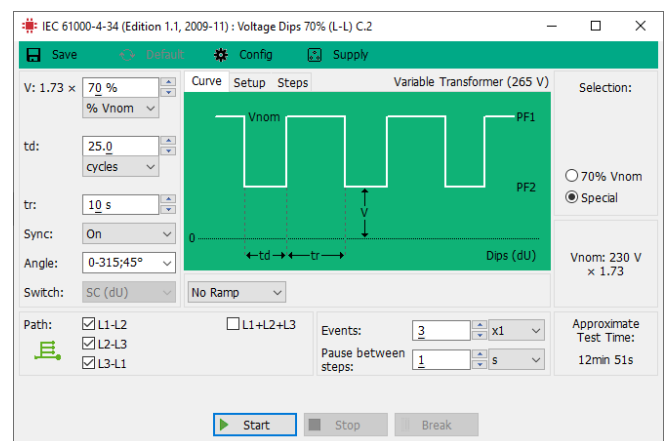 IEC 61000-4-34 (Edition 1.1, 2009-11) : Voltage Dips 70% (L-L) C.2
Save Default Config Supply
V: 1.73 × 70 %
% Vnom
td: 25.0
cycles
tr: 10 s
Sync: On
Angle: 0-315;45°
Switch: SC (dU)
Curve Setup Steps Variable Transformer (265 V)
Vnom PF1
PF2
V
0
td tr Dips (dU)
No Ramp
Selection:
70% Vnom
Special
Vnom: 230 V
× 1.73
Path: L1-L2 L1+L2+L3
L2-L3
L3-L1
Events: 3 x1
Pause between
steps: 1 s
Approximate
Test Time:
12min 51s
Start Stop Break